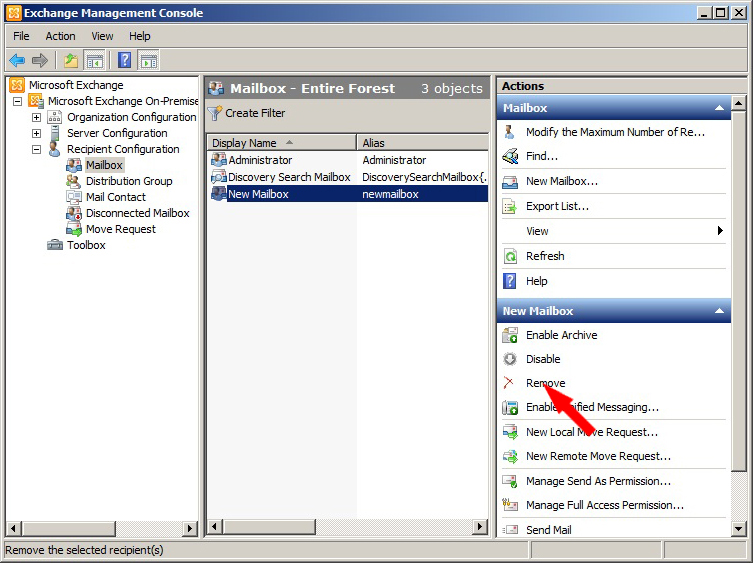 Exchange Management Console
File Action View Help
Microsoft Exchange
Microsoft Exchange On-Premise
Organization Configuration
Server Configuration
Recipient Configuration
Mailbox
Distribution Group
Mail Contact
Disconnected Mailbox
Move Request
Toolbox
Mailbox - Entire Forest 3 objects
Create Filter
Display Name Alias
Administrator Administrator
Discovery Search Mailbox DiscoverySearchMailbox{.
New Mailbox newmailbox
Actions
Mailbox
Modify the Maximum Number of Re...
Find...
New Mailbox...
Export List...
View
Refresh
Help
New Mailbox
Enable Archive
Disable
Remove
Enable Messaging...
New Local Move Request...
New Remote Move Request...
Manage Send As Permission...
Manage Full Access Permission...
Send Mail
Remove the selected recipient(s)